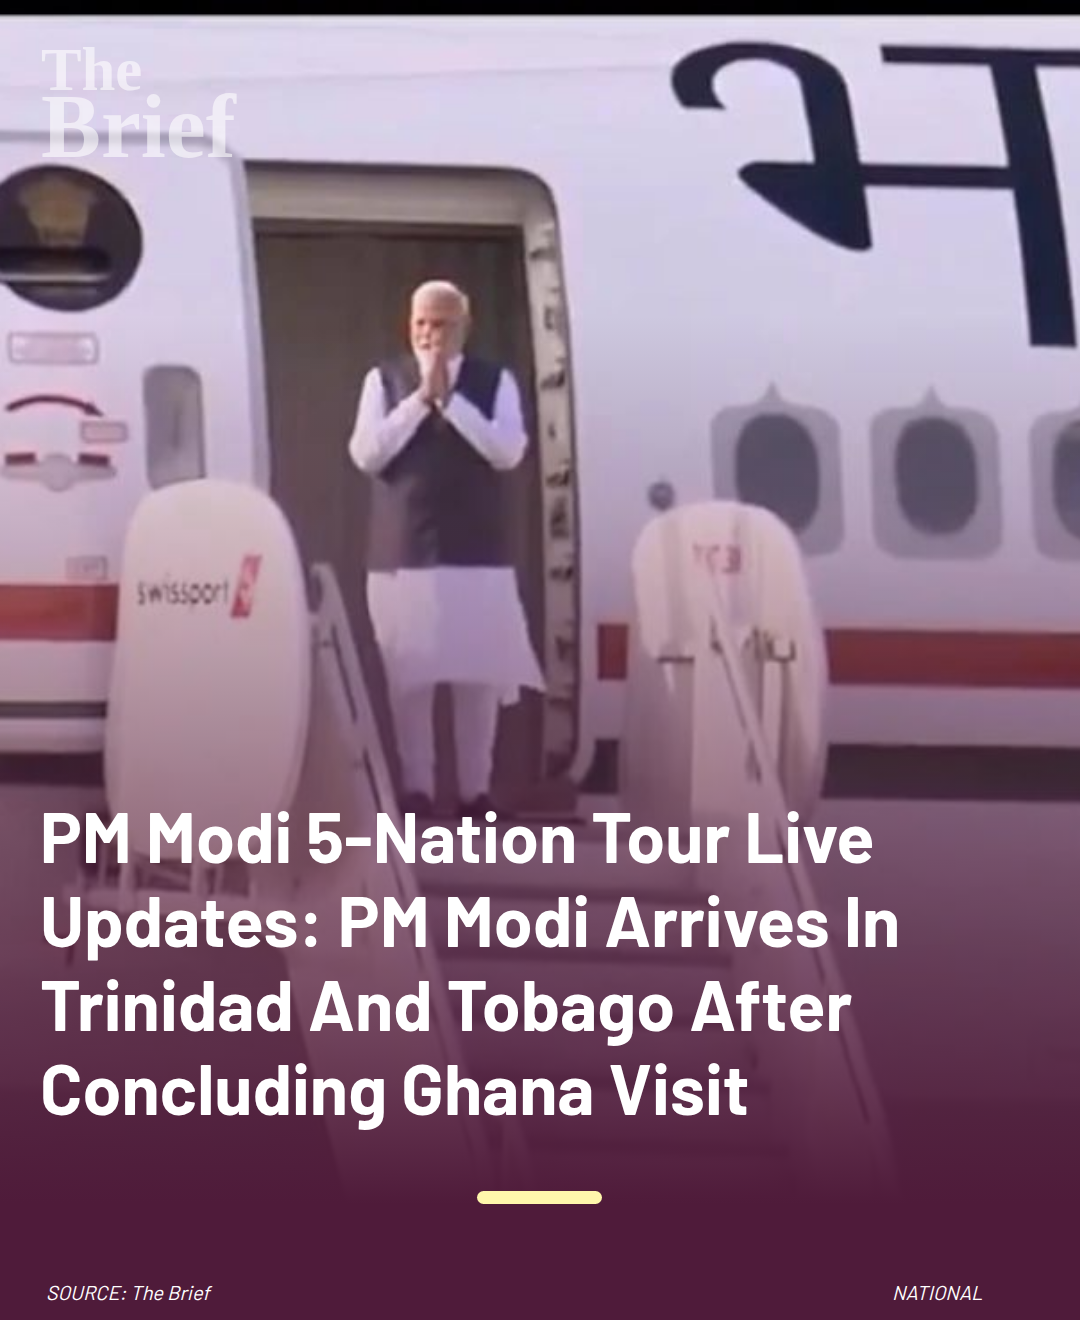 The
Brief
भा
swissport
PM Modi 5-Nation Tour Live
Updates: PM Modi Arrives In
Trinidad And Tobago After
Concluding Ghana Visit
SOURCE: The Brief
NATIONAL